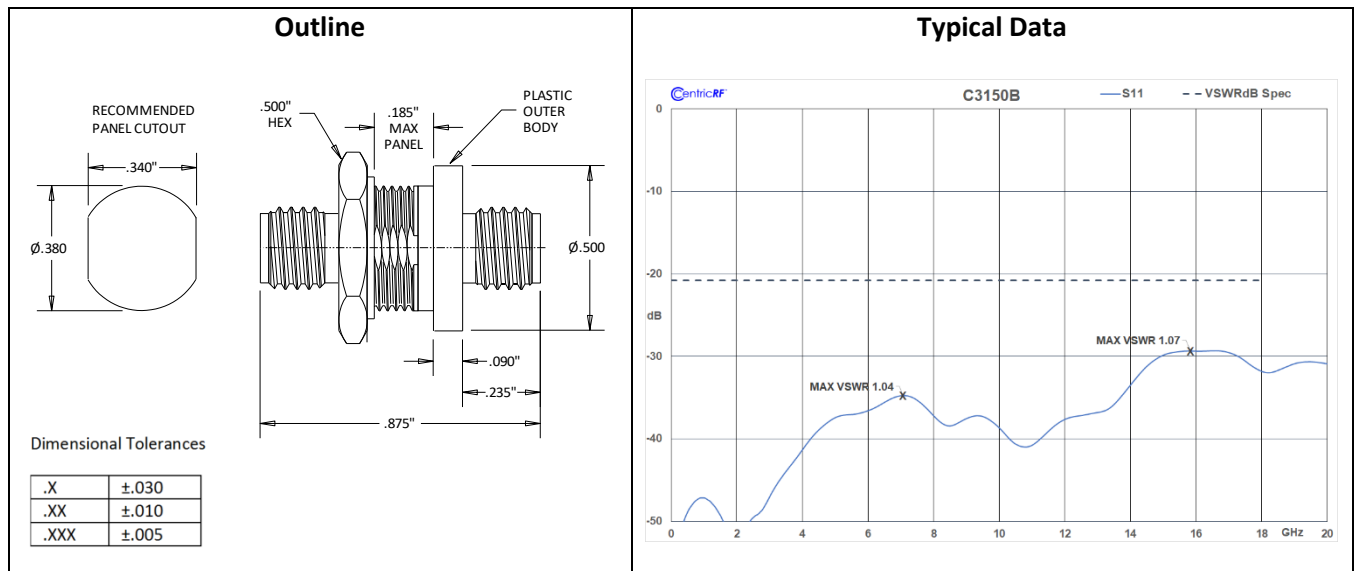 Outline
RECOMMENDED
PANEL CUTOUT
.340"
Ø.380
.500"
HEX
.185"
MAX
PANEL
PLASTIC
OUTER
BODY
Ø.500
.090"
.235"
.875"
Dimensional Tolerances
.X ±.030
.XX ±.010
.XXX ±.005
Typical Data
CentricRF
C3150B
S11
VSWRdB Spec
0
-10
-20
dB
-30
-40
-50
MAX VSWR 1.04
MAX VSWR 1.07
0 2 4 6 8 10 12 14 16 18 GHz 20